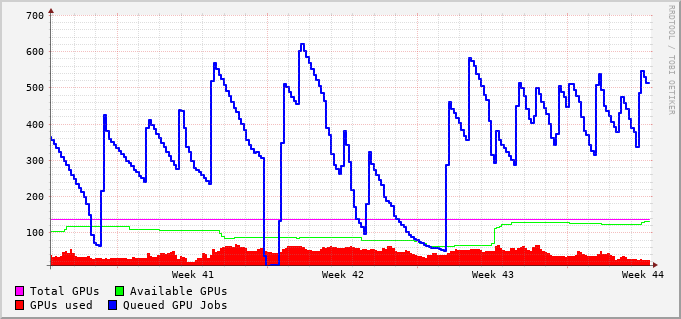 700
600
500
400
300
200
100
Week 41 Week 42 Week 43 Week 44
Total GPUs Available GPUs
GPUs used Queued GPU Jobs
RRDTOOL / TOBI OETIKER